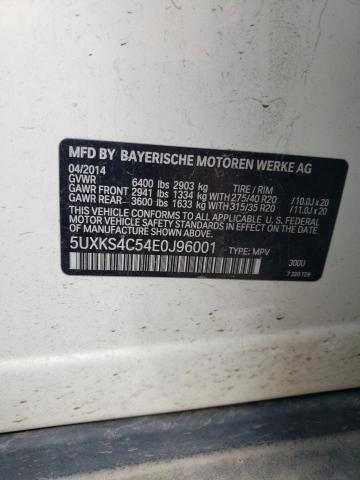 MFD BY BAYERISCHE MOTOREN WERKE AG
04/2014
GVWR 6400 lbs 2903 kg TIRE / RIM
GAWR FRONT 2941 lbs 1334 kg WITH 275/40 R20 /10.0J x 20
GAWR REAR 3600 lbs 1633 kg WITH 315/35 R20 /11.0J x 20
THIS VEHICLE CONFORMS TO ALL APPLICABLE U. S. FEDERAL
MOTOR VEHICLE SAFETY STANDARDS IN EFFECT ON THE DATE OF
MANUFACTURE SHOWN ABOVE.
5UXKS4C54E0J96001 TYPE: MPV
300U
7 320 729